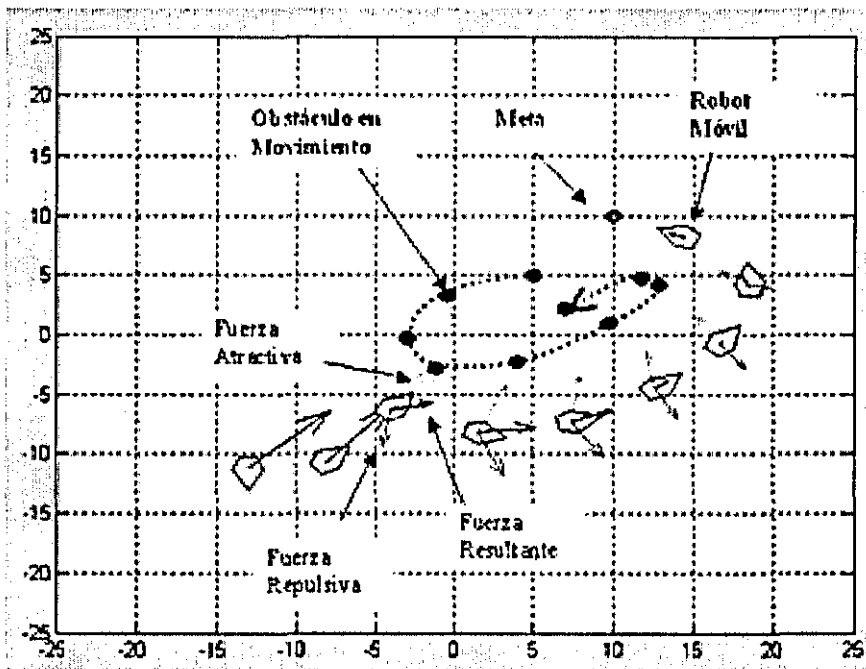 25
20
15
10
5
0
-5
-10
-15
-20
-25
Obstáculo en
Movimiento
Meta
Robot
Móvil
Fuerza
Atractiva
Fuerza
Repulsiva
Fuerza
Resultante
-25 -20 -15 -10 -5 0 5 10 15 20 25